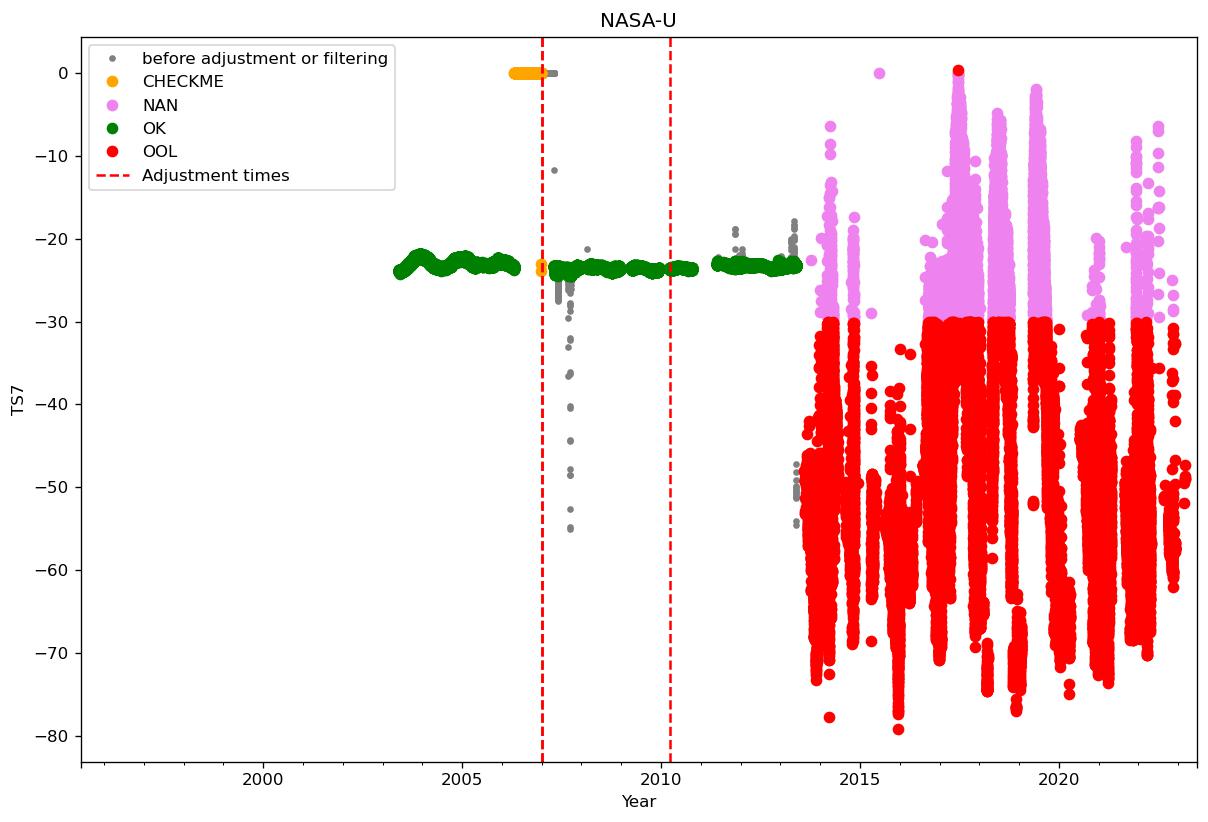 NASA-U
before adjustment or filtering
CHECKME
NAN
OK
OOL
Adjustment times
0
−10
−20
−30
−40
−50
−60
−70
−80
TS7
2000 2005 2010 2015 2020
Year